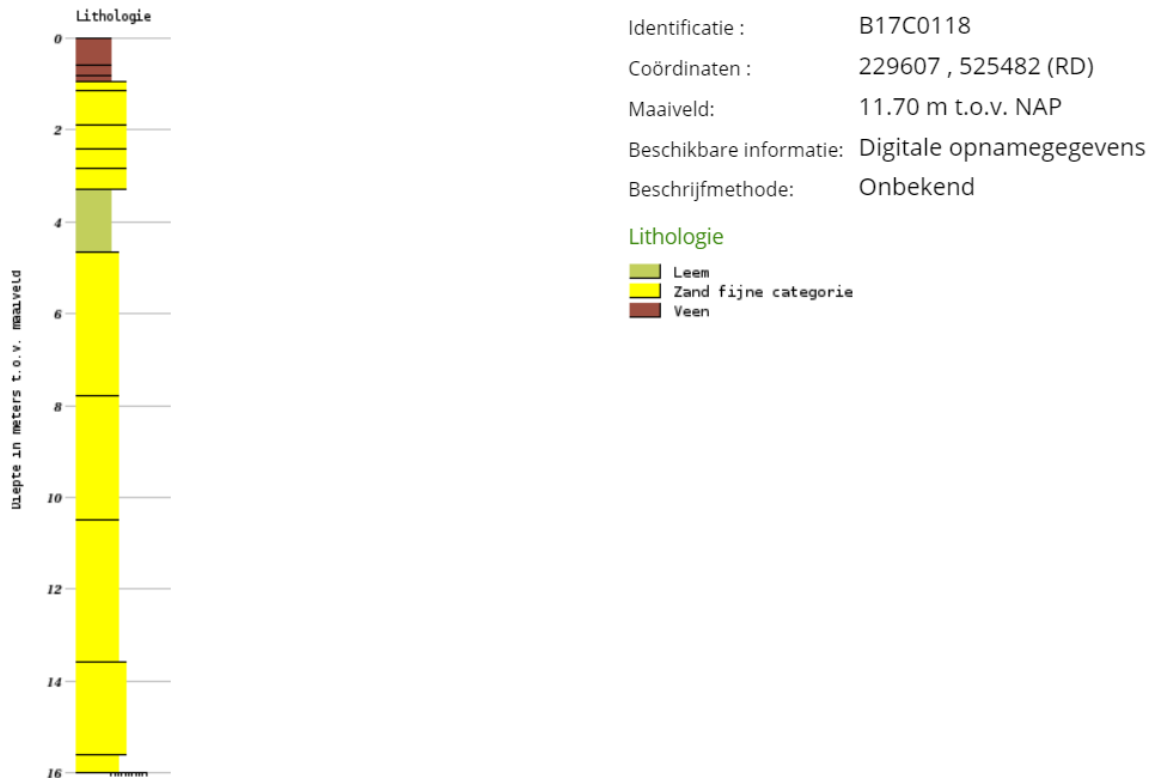 Lithologie
0
2
4
6
8
10
12
14
16
Diepte in meters t.o.v. maaiveld
Identificatie : B17C0118
Coördinaten : 229607 , 525482 (RD)
Maaiveld: 11.70 m t.o.v. NAP
Beschikbare informatie: Digitale opnamegegevens
Beschrijfmethode: Onbekend
Lithologie
Leem
Zand fijne categorie
Veen